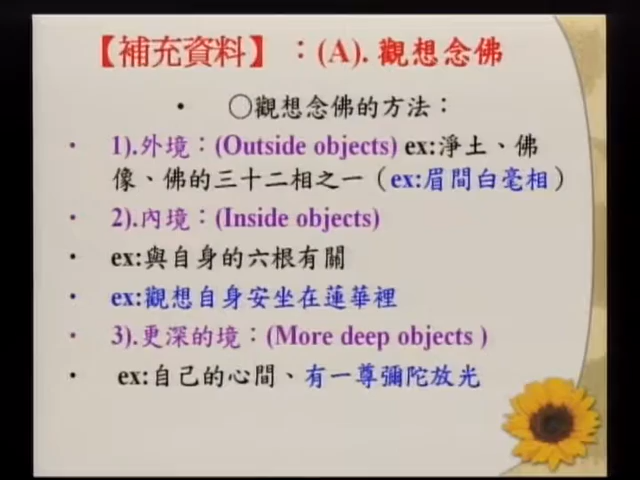 【補充資料】：(A). 觀想念佛
• ○觀想念佛的方法：
• 1).外境：(Outside objects) ex:淨土、佛
像、佛的三十二相之一（ex:眉間白毫相）
• 2).內境：(Inside objects)
• ex:與自身的六根有關
• ex:觀想自身安坐在蓮華裡
• 3).更深的境：(More deep objects )
• ex:自己的心間、有一尊彌陀放光